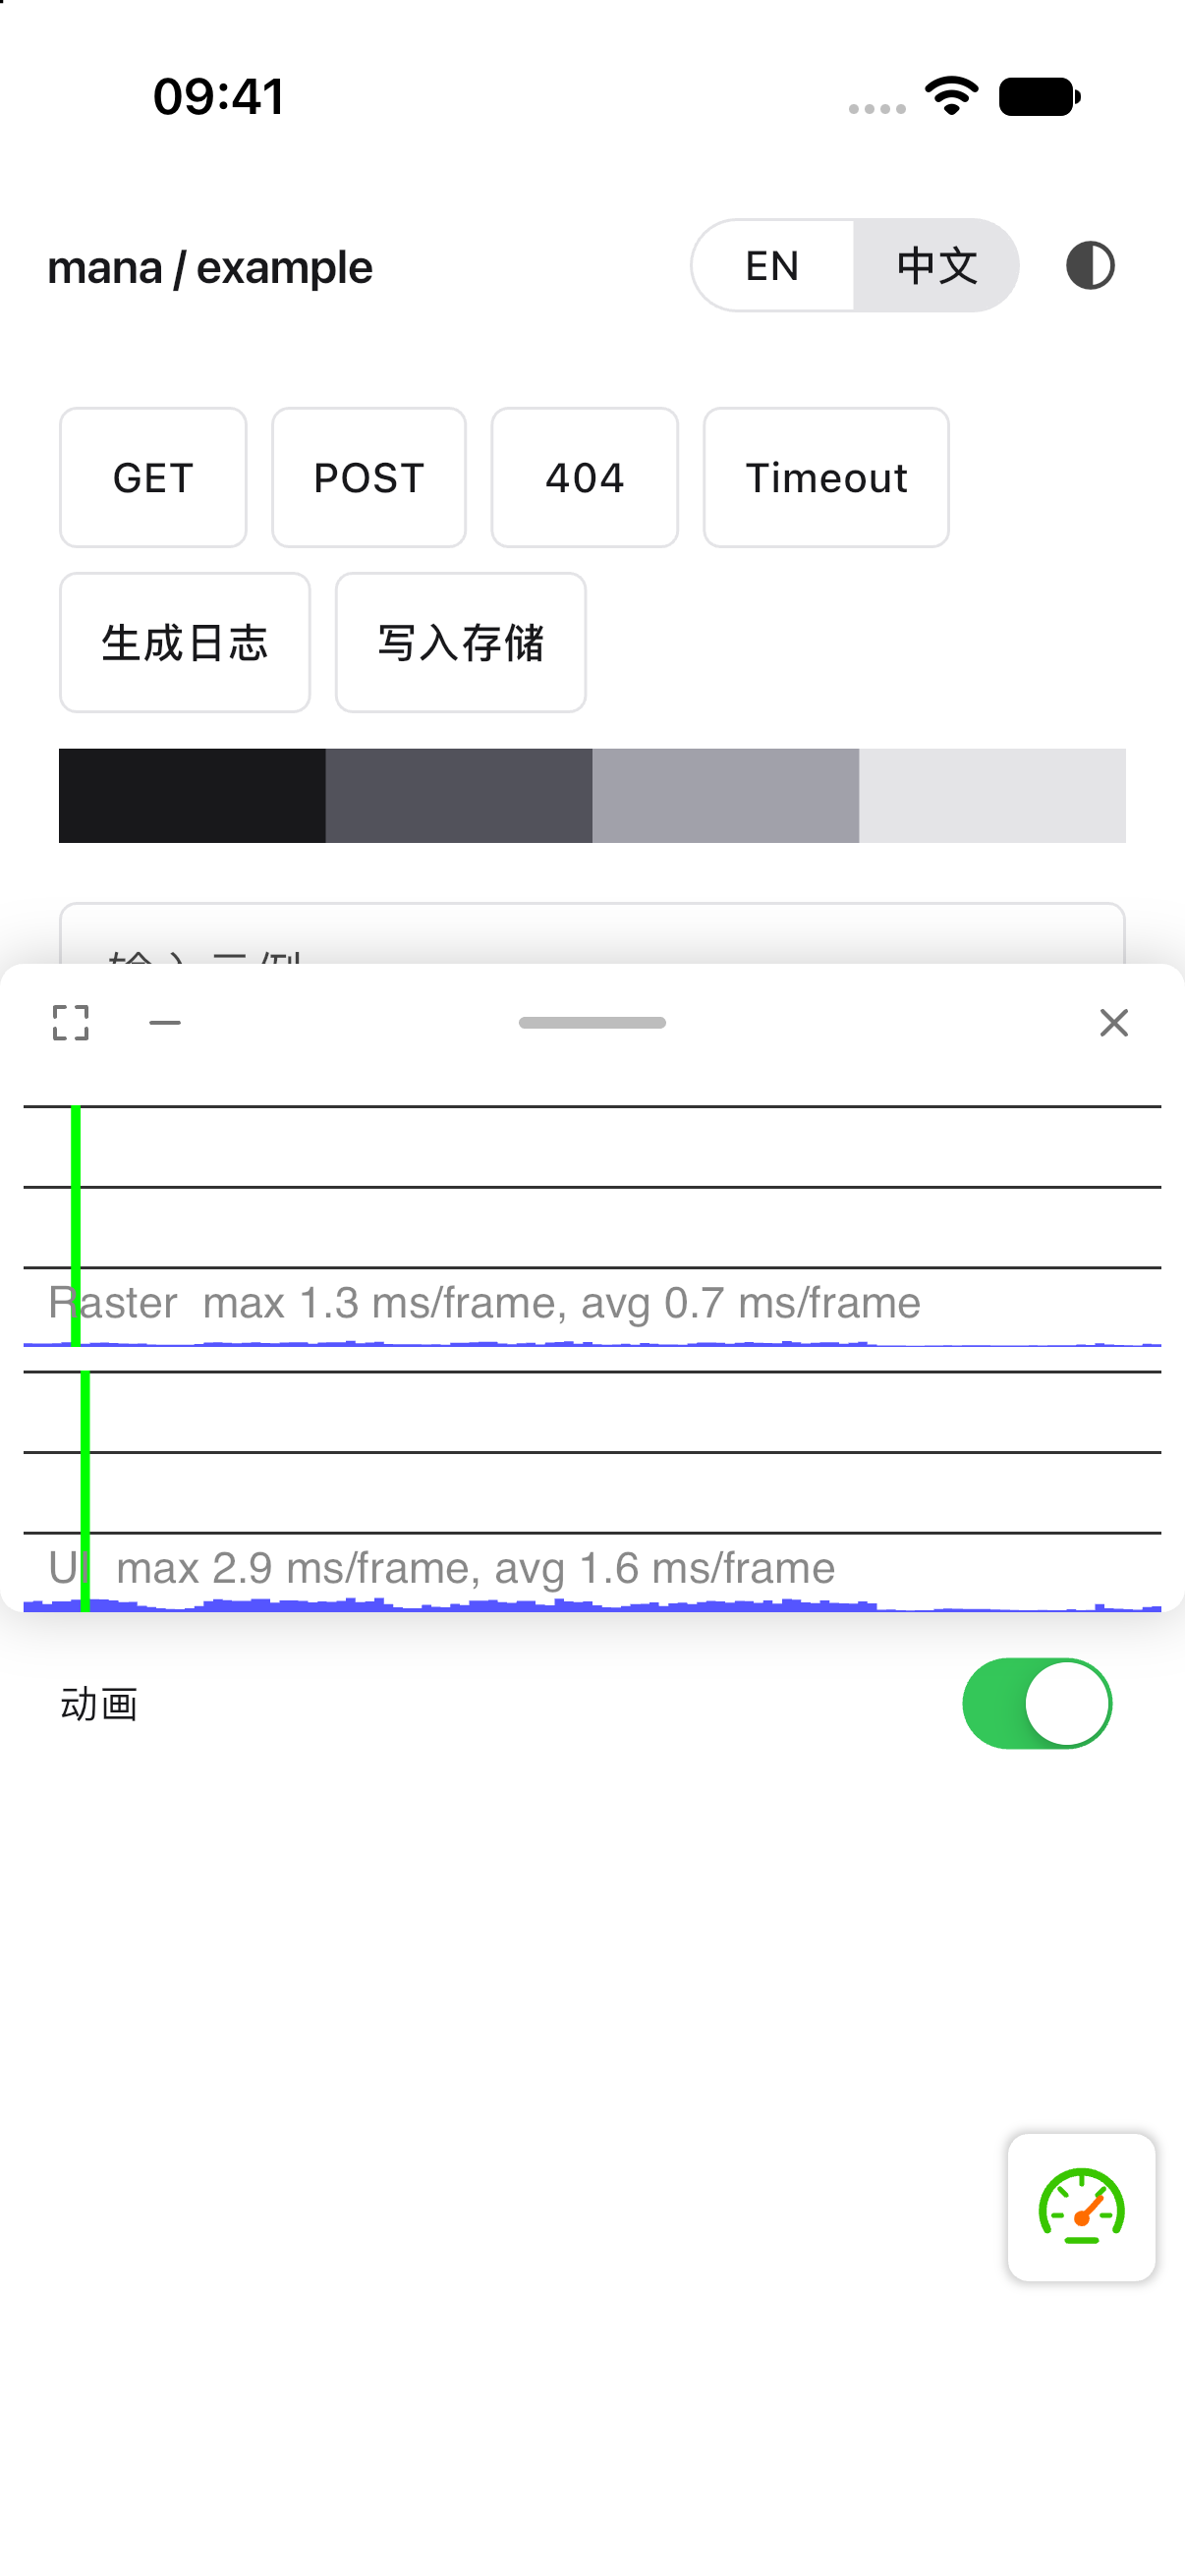 09:41
mana / example
EN 中文
GET POST 404 Timeout
生成日志 写入存储
Raster max 1.3 ms/frame, avg 0.7 ms/frame
UI max 2.9 ms/frame, avg 1.6 ms/frame
动画